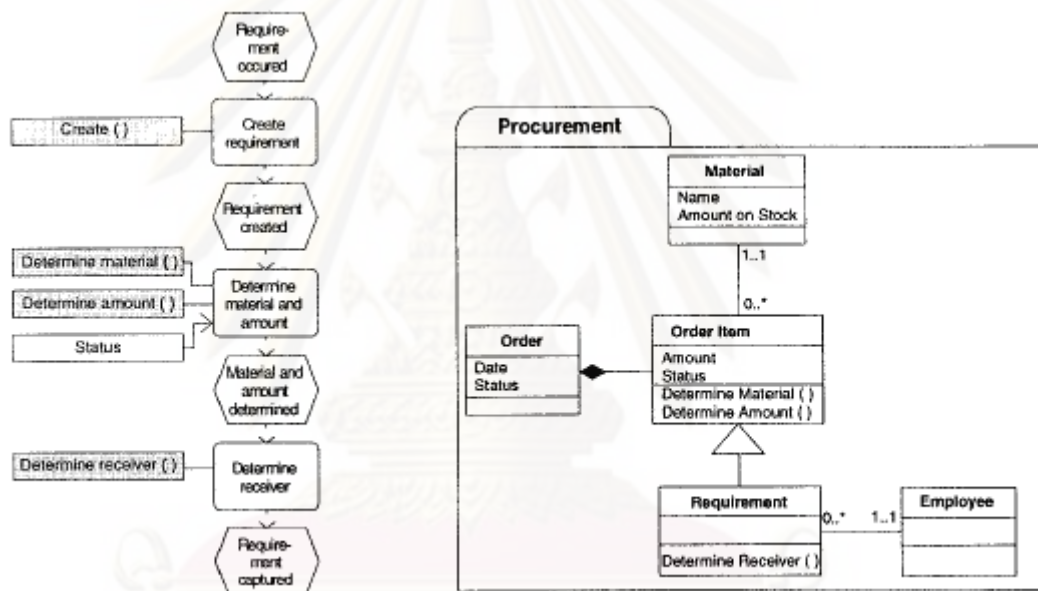 Require-
ment
occured
Create ( )
Create
requirement
Requirement
created
Determine material ( )
Determine amount ( )
Status
Determine
material and
amount
Material and
amount
determined
Determine receiver ( )
Determine
receiver
Require-
ment
captured
Procurement
Material
Name
Amount on Stock
1..1
0..*
Order
Date
Status
Order Item
Amount
Status
Determine Material ( )
Determine Amount ( )
Requirement
Determine Receiver ( )
0..*
1..1
Employee